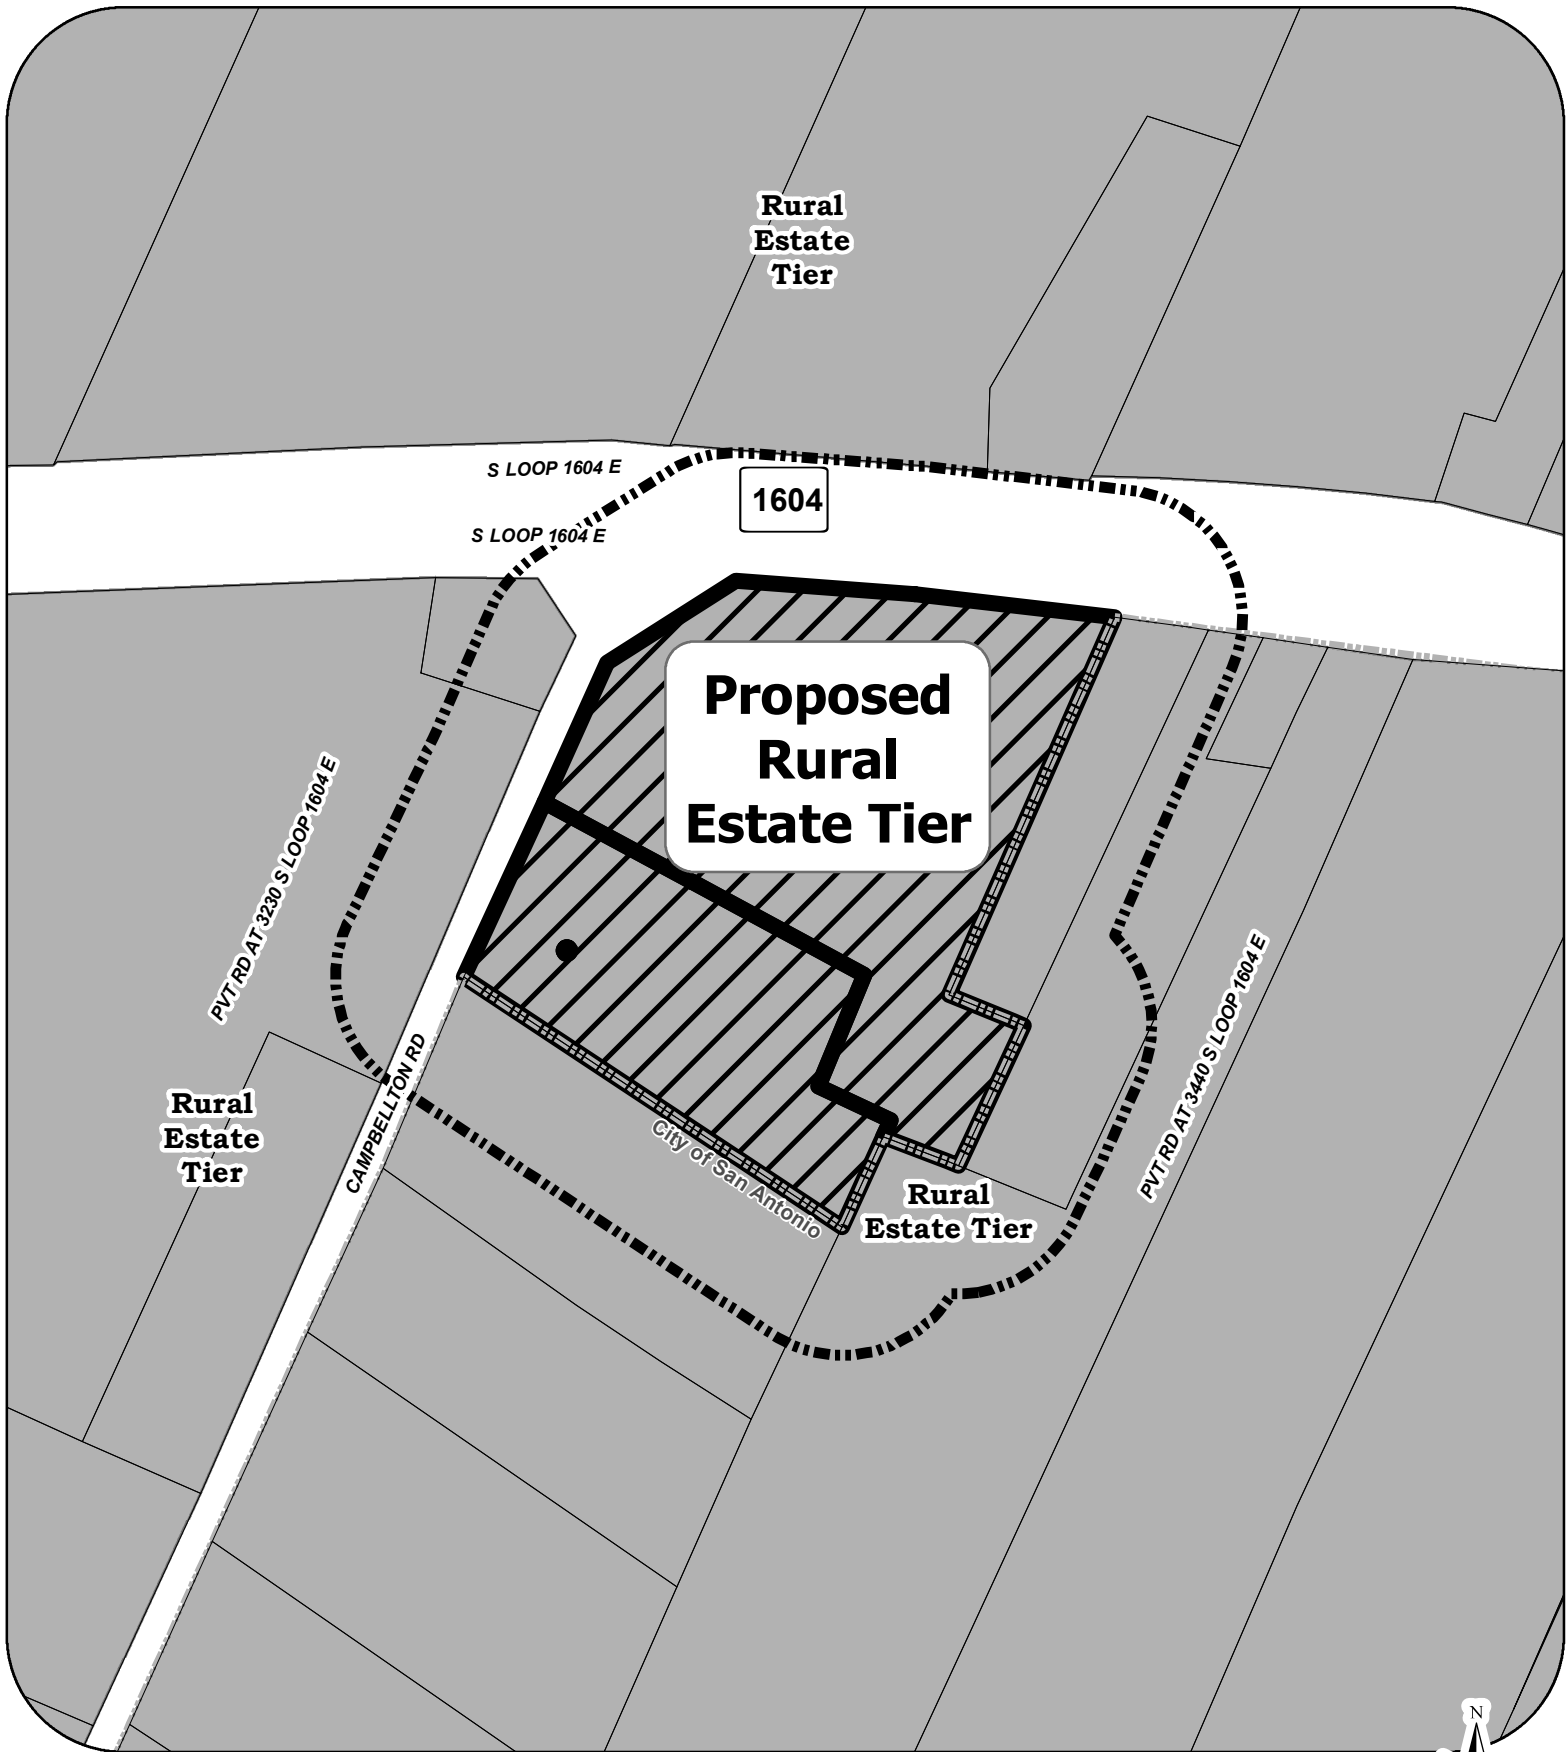 Rural
Estate
Tier
S LOOP 1604 E
1604
S LOOP 1604 E
Proposed
Rural
Estate Tier
PVT RD AT 3230 S LOOP 1604 E
PVT RD AT 3440 S LOOP 1604 E
CAMPBELLTON RD
Rural
Estate
Tier
City of San Antonio
Rural
Estate Tier
N